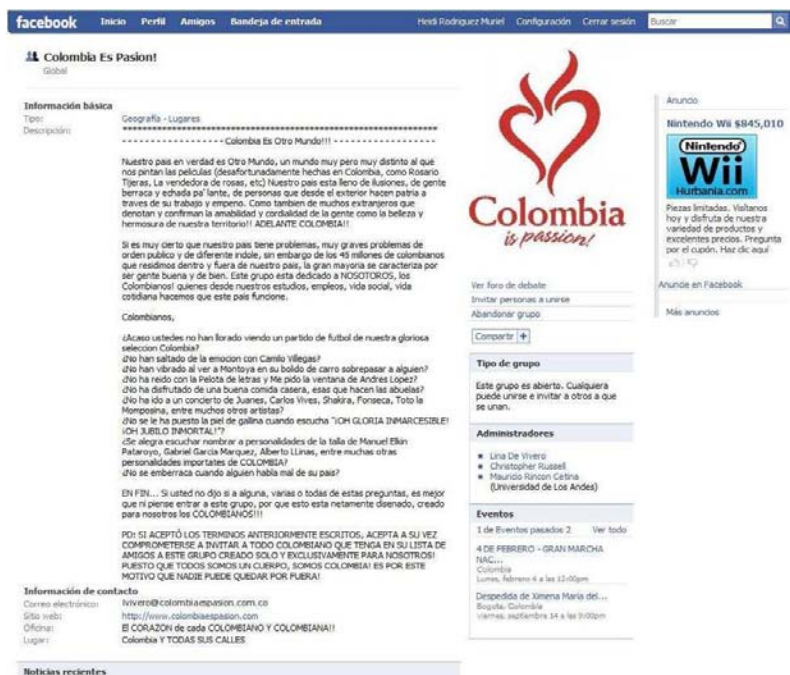 facebook Inicio Perfil Amigos Bandeja de entrada Heidi Rodriguez Muriel Configuración Cerrar sesión Buscar
Colombia Es Pasion!
Global
Información básica
Tipo: Geografía - Lugares
Descripción: ****************************************************************
- - - - - - - - - - - - - - - - - - - Colombia Es Otro Mundo!!! - - - - - - - - - - - - - - - - - -
Nuestro pais en verdad es Otro Mundo, un mundo muy pero muy distinto al que
nos pintan las peliculas (desafortunadamente hechas en Colombia, como Rosario
Tijeras, La vendedora de rosas, etc) Nuestro pais esta lleno de ilusiones, de gente
berraca y echada pa' lante, de personas que desde el exterior hacen patria a
traves de su trabajo y empeno. Como tambien de muchos extranjeros que
denotan y confirman la amabilidad y cordialidad de la gente como la belleza y
hermosura de nuestra territorio!! ADELANTE COLOMBIA!!
Si es muy cierto que nuestro pais tiene problemas, muy graves problemas de
orden publico y de diferente indole, sin embargo de los 45 millones de colombianos
que residimos dentro y fuera de nuestro pais, la gran mayoria se caracteriza por
ser gente buena y de bien. Este grupo esta dedicado a NOSOTROS, los
Colombianos! quienes desde nuestros estudios, empleos, vida social, vida
cotidiana hacemos que este pais funcione.
Colombianos,
¿Acaso ustedes no han llorado viendo un partido de futbol de nuestra gloriosa
seleccion Colombia?
¿No han saltado de la emocion con Camilo Villegas?
¿No han vibrado al ver a Montoya en su bolido de carro sobrepasar a alguien?
¿No ha reido con la Pelota de letras y Me pido la ventana de Andres Lopez?
¿No ha disfrutado de una buena comida casera, esas que hacen las abuelas?
¿No ha ido a un concierto de Juanes, Carlos Vives, Shakira, Fonseca, Toto la
Momposina, entre muchos otros artistas?
¿No se le ha puesto la piel de gallina cuando escucha "¡OH GLORIA INMARCESIBLE!
¡OH JUBILO INMORTAL!"?
¿Se alegra escuchar nombrar a personalidades de la talla de Manuel Elkin
Pataroyo, Gabriel Garcia Marquez, Alberto LLinas, entre muchas otras
personalidades importates de COLOMBIA?
¿No se emberraca cuando alguien habla mal de su pais?
EN FIN... Si usted no dijo si a alguna, varias o todas de estas preguntas, es mejor
que ni piense entrar a este grupo, por que esto esta netamente disenado, creado
para nosotros los COLOMBIANOS!!!
PD: SI ACEPTÓ LOS TERMINOS ANTERIORMENTE ESCRITOS, ACEPTA A SU VEZ
COMPROMETERSE A INVITAR A TODO COLOMBIANO QUE TENGA EN SU LISTA DE
AMIGOS A ESTE GRUPO CREADO SOLO Y EXCLUSIVAMENTE PARA NOSOTROS!
PUESTO QUE TODOS SOMOS UN CUERPO, SOMOS COLOMBIA! ES POR ESTE
MOTIVO QUE NADIE PUEDE QUEDAR POR FUERA!
Información de contacto
Correo electrónico: lvivero@colombiaespasion.com.co
Sitio web: http://www.colombiaespasion.com
Oficina: El CORAZON de cada COLOMBIANO Y COLOMBIANA!!
Lugar: Colombia Y TODAS SUS CALLES
Noticias recientes
Colombia
is passion!
Ver foro de debate
Invitar personas a unirse
Abandonar grupo
Compartir +
Tipo de grupo
Este grupo es abierto. Cualquiera
puede unirse e invitar a otros a que
se unan.
Administradores
Lina De Vivero
Christopher Russell
Mauricio Rincon Cetina
(Universidad de Los Andes)
Eventos
1 de Eventos pasados 2 Ver todo
4 DE FEBRERO - GRAN MARCHA
NAC...
Colombia
Lunes, febrero 4 a las 12:00pm
Despedida de Ximena Maria del...
Bogota, Colombia
viernes, septiembre 14 a las 9:00pm
Anuncio
Nintendo Wii $845,010
Nintendo
Wii
Hurbania.com
Piezas limitadas. Visítanos
hoy y disfruta de nuestra
variedad de productos y
excelentes precios. Pregunta
por el cupón. Haz clic aquí
Anuncie en Facebook
Más anuncios